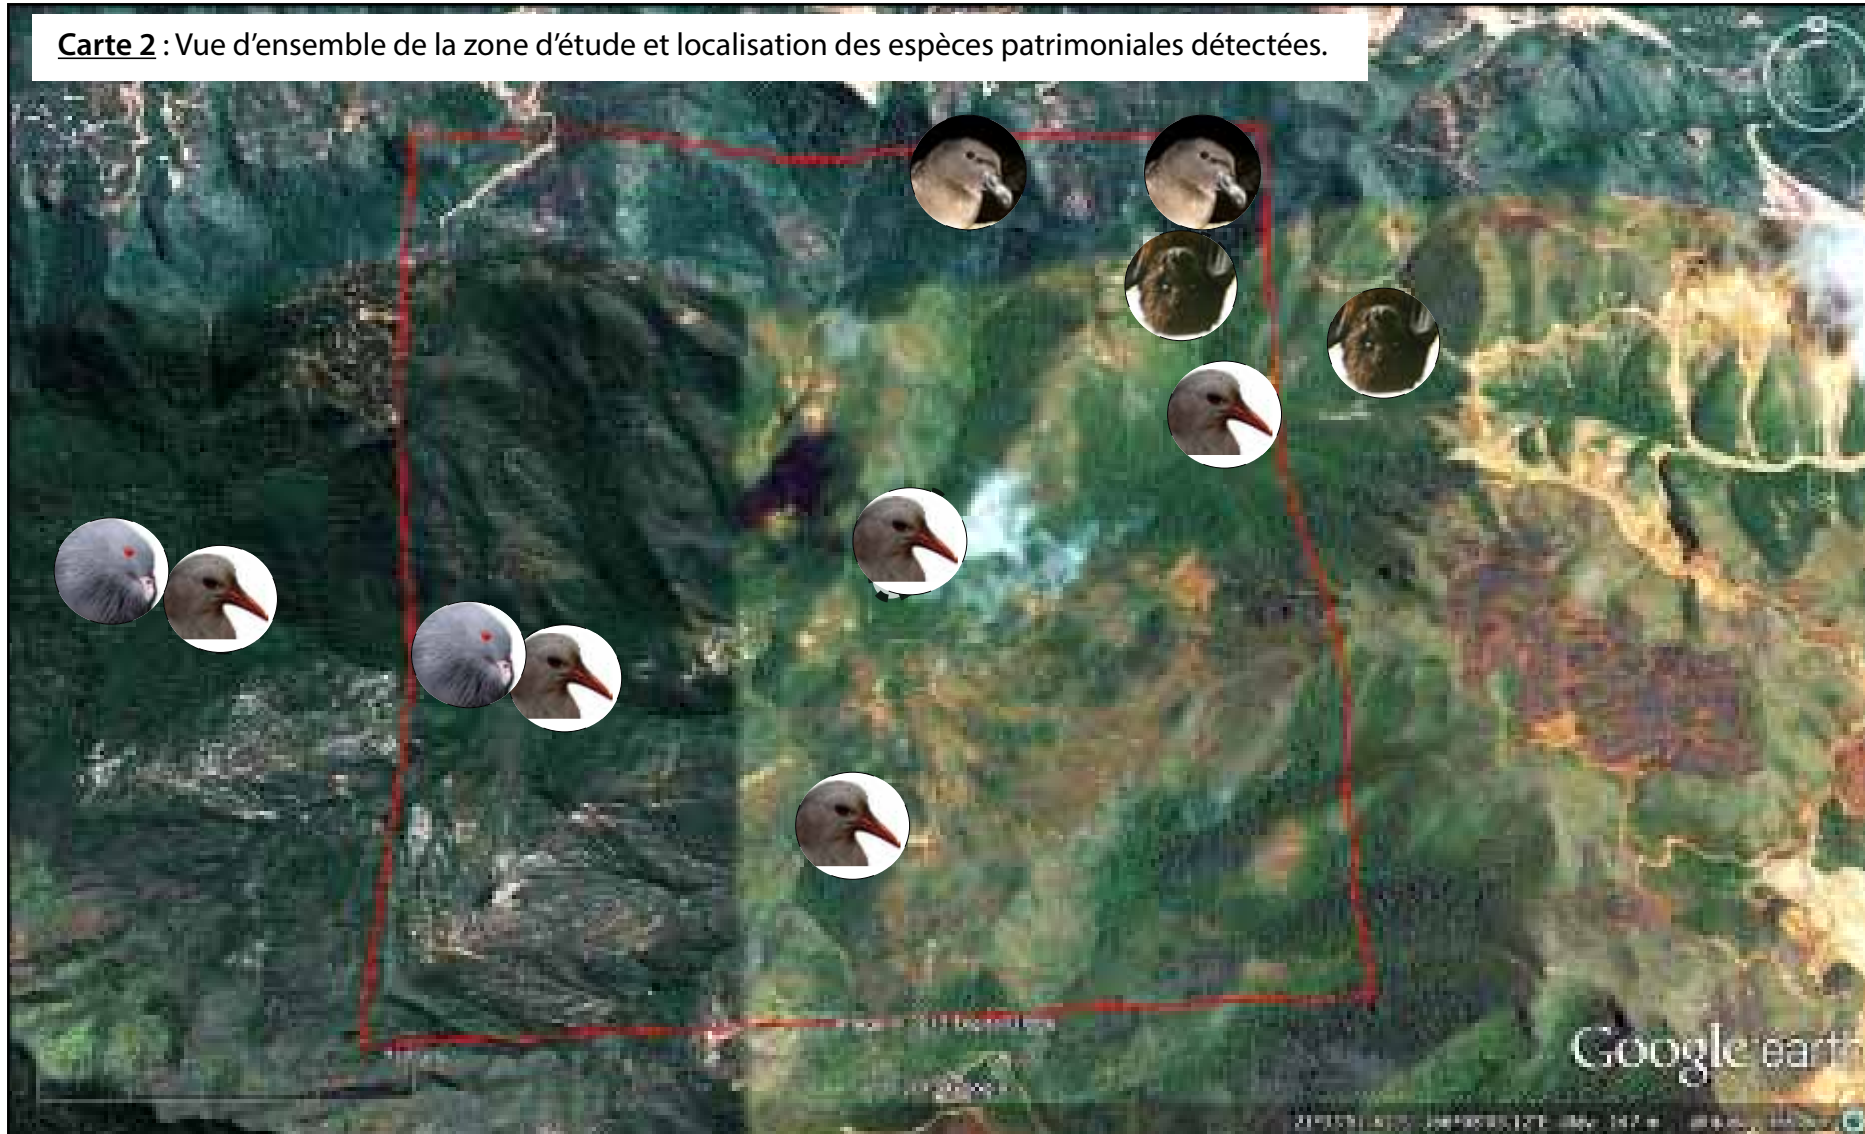 Carte 2 : Vue d’ensemble de la zone d’étude et localisation des espèces patrimoniales détectées.
Google earth